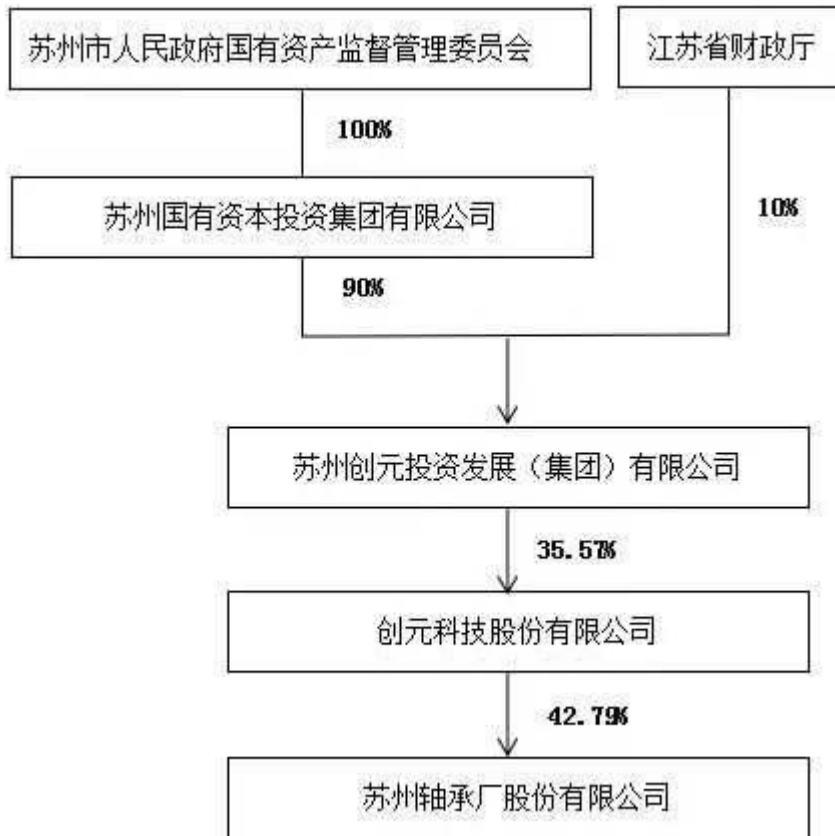 苏州市人民政府国有资产监督管理委员会
江苏省财政厅
100%
苏州国有资本投资集团有限公司
10%
90%
苏州创元投资发展（集团）有限公司
35.57%
创元科技股份有限公司
42.79%
苏州轴承厂股份有限公司